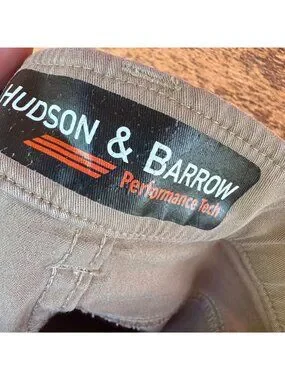 HUDSON & BARROW
Performance Tech